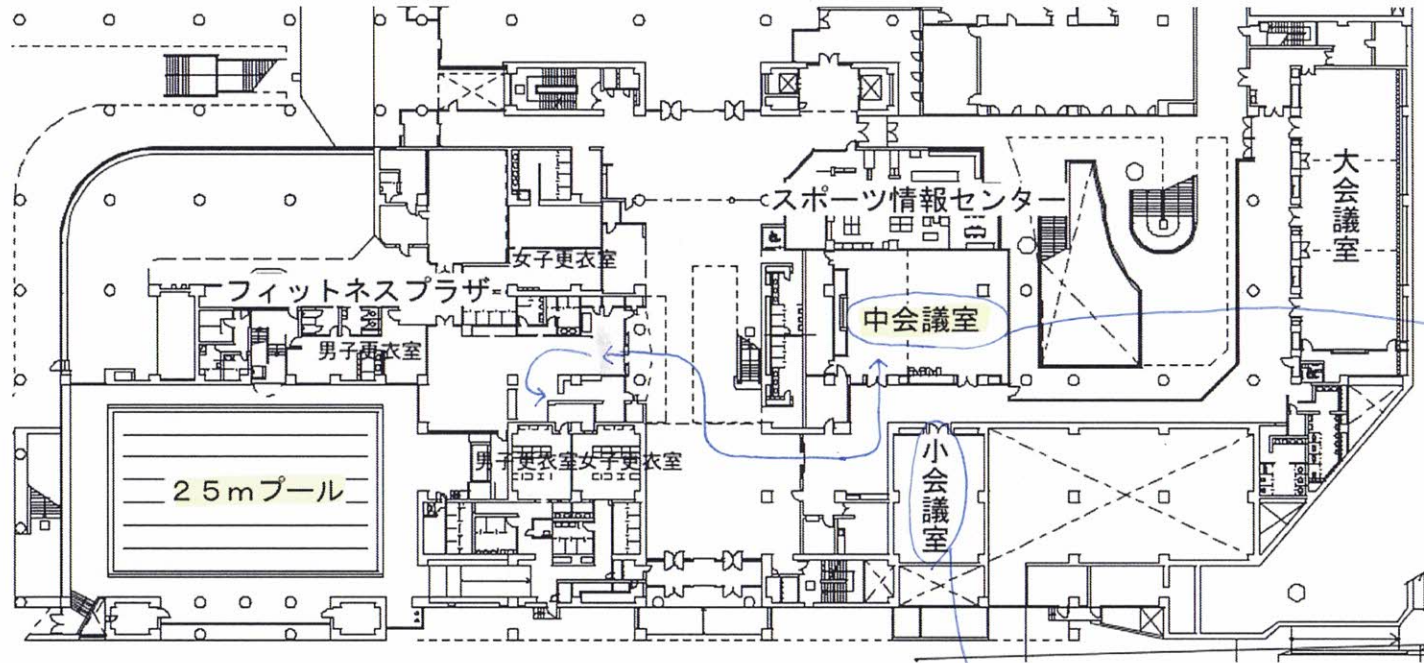 スポーツ情報センター
大会議室
女子更衣室
フィットネスプラザ
中会議室
男子更衣室
小会議室
男子更衣室
女子更衣室
25mプール